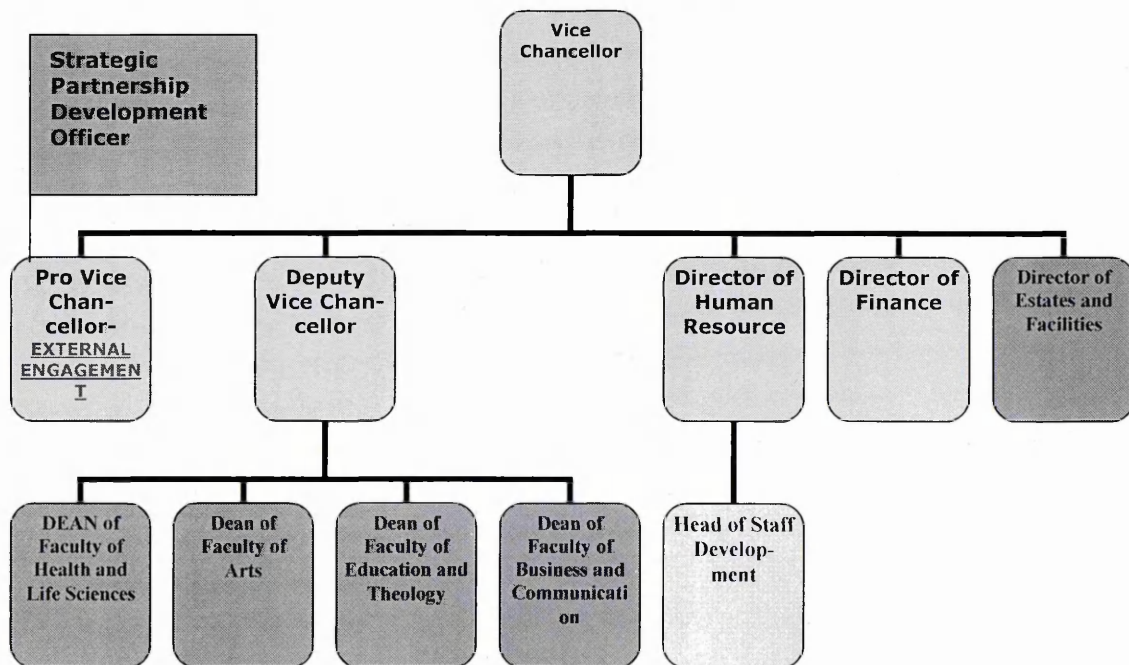 Vice
Chancellor
Strategic
Partnership
Development
Officer
Pro Vice
Chan-
cellor-
EXTERNAL
ENGAGEMEN
T
Deputy
Vice Chan-
cellor
Director of
Human
Resource
Director of
Finance
Director of
Estates and
Facilities
DEAN of
Faculty of
Health and
Life Sciences
Dean of
Faculty of
Arts
Dean of
Faculty of
Education and
Theology
Dean of
Faculty of
Business and
Communicati
on
Head of Staff
Develop-
ment